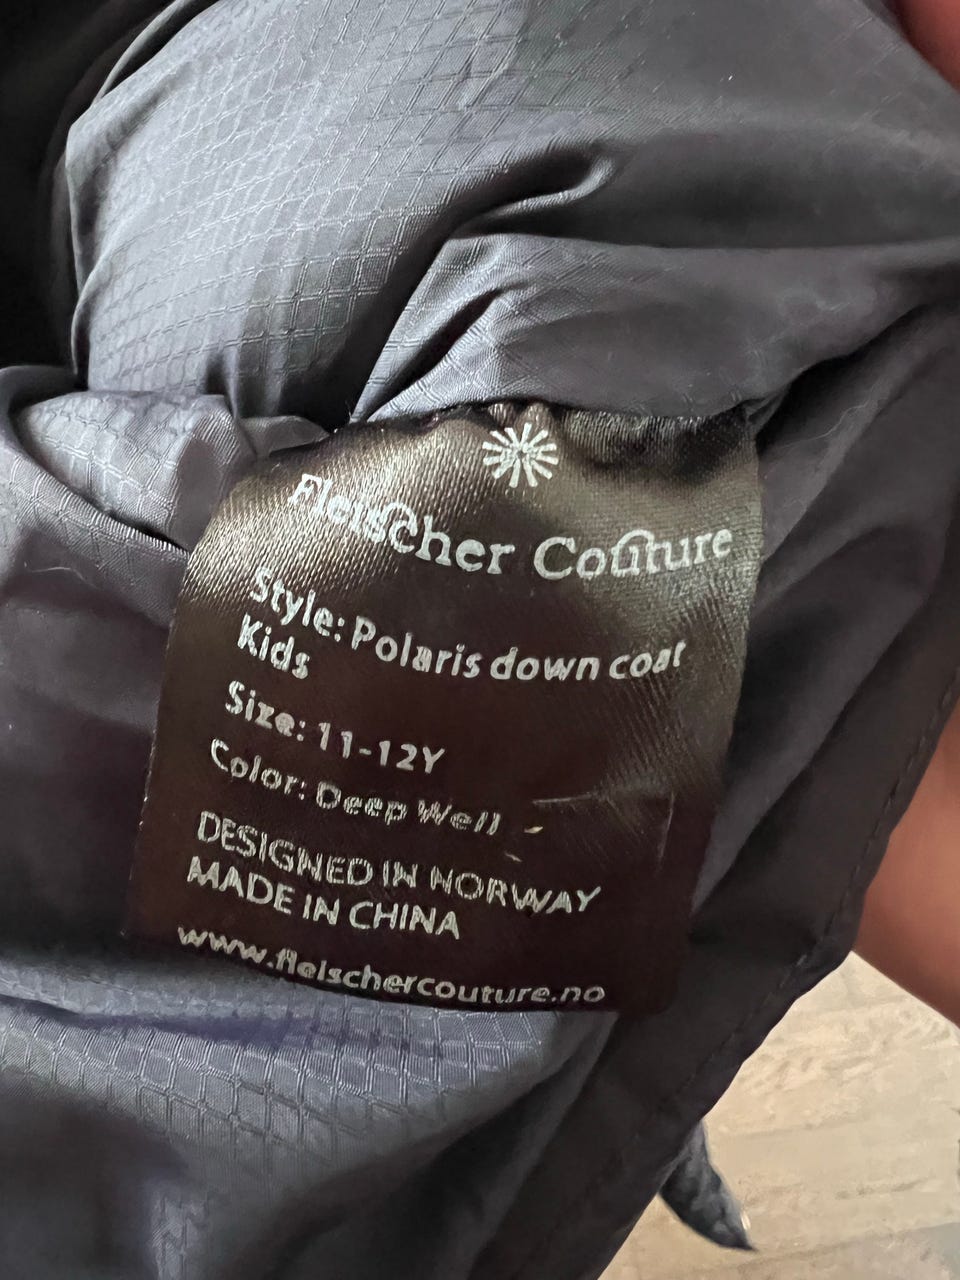 Fleischer Couture
Style: Polaris down coat
Kids
Size: 11-12Y
Color: Deep Well
DESIGNED IN NORWAY
MADE IN CHINA
www.fleischercouture.no